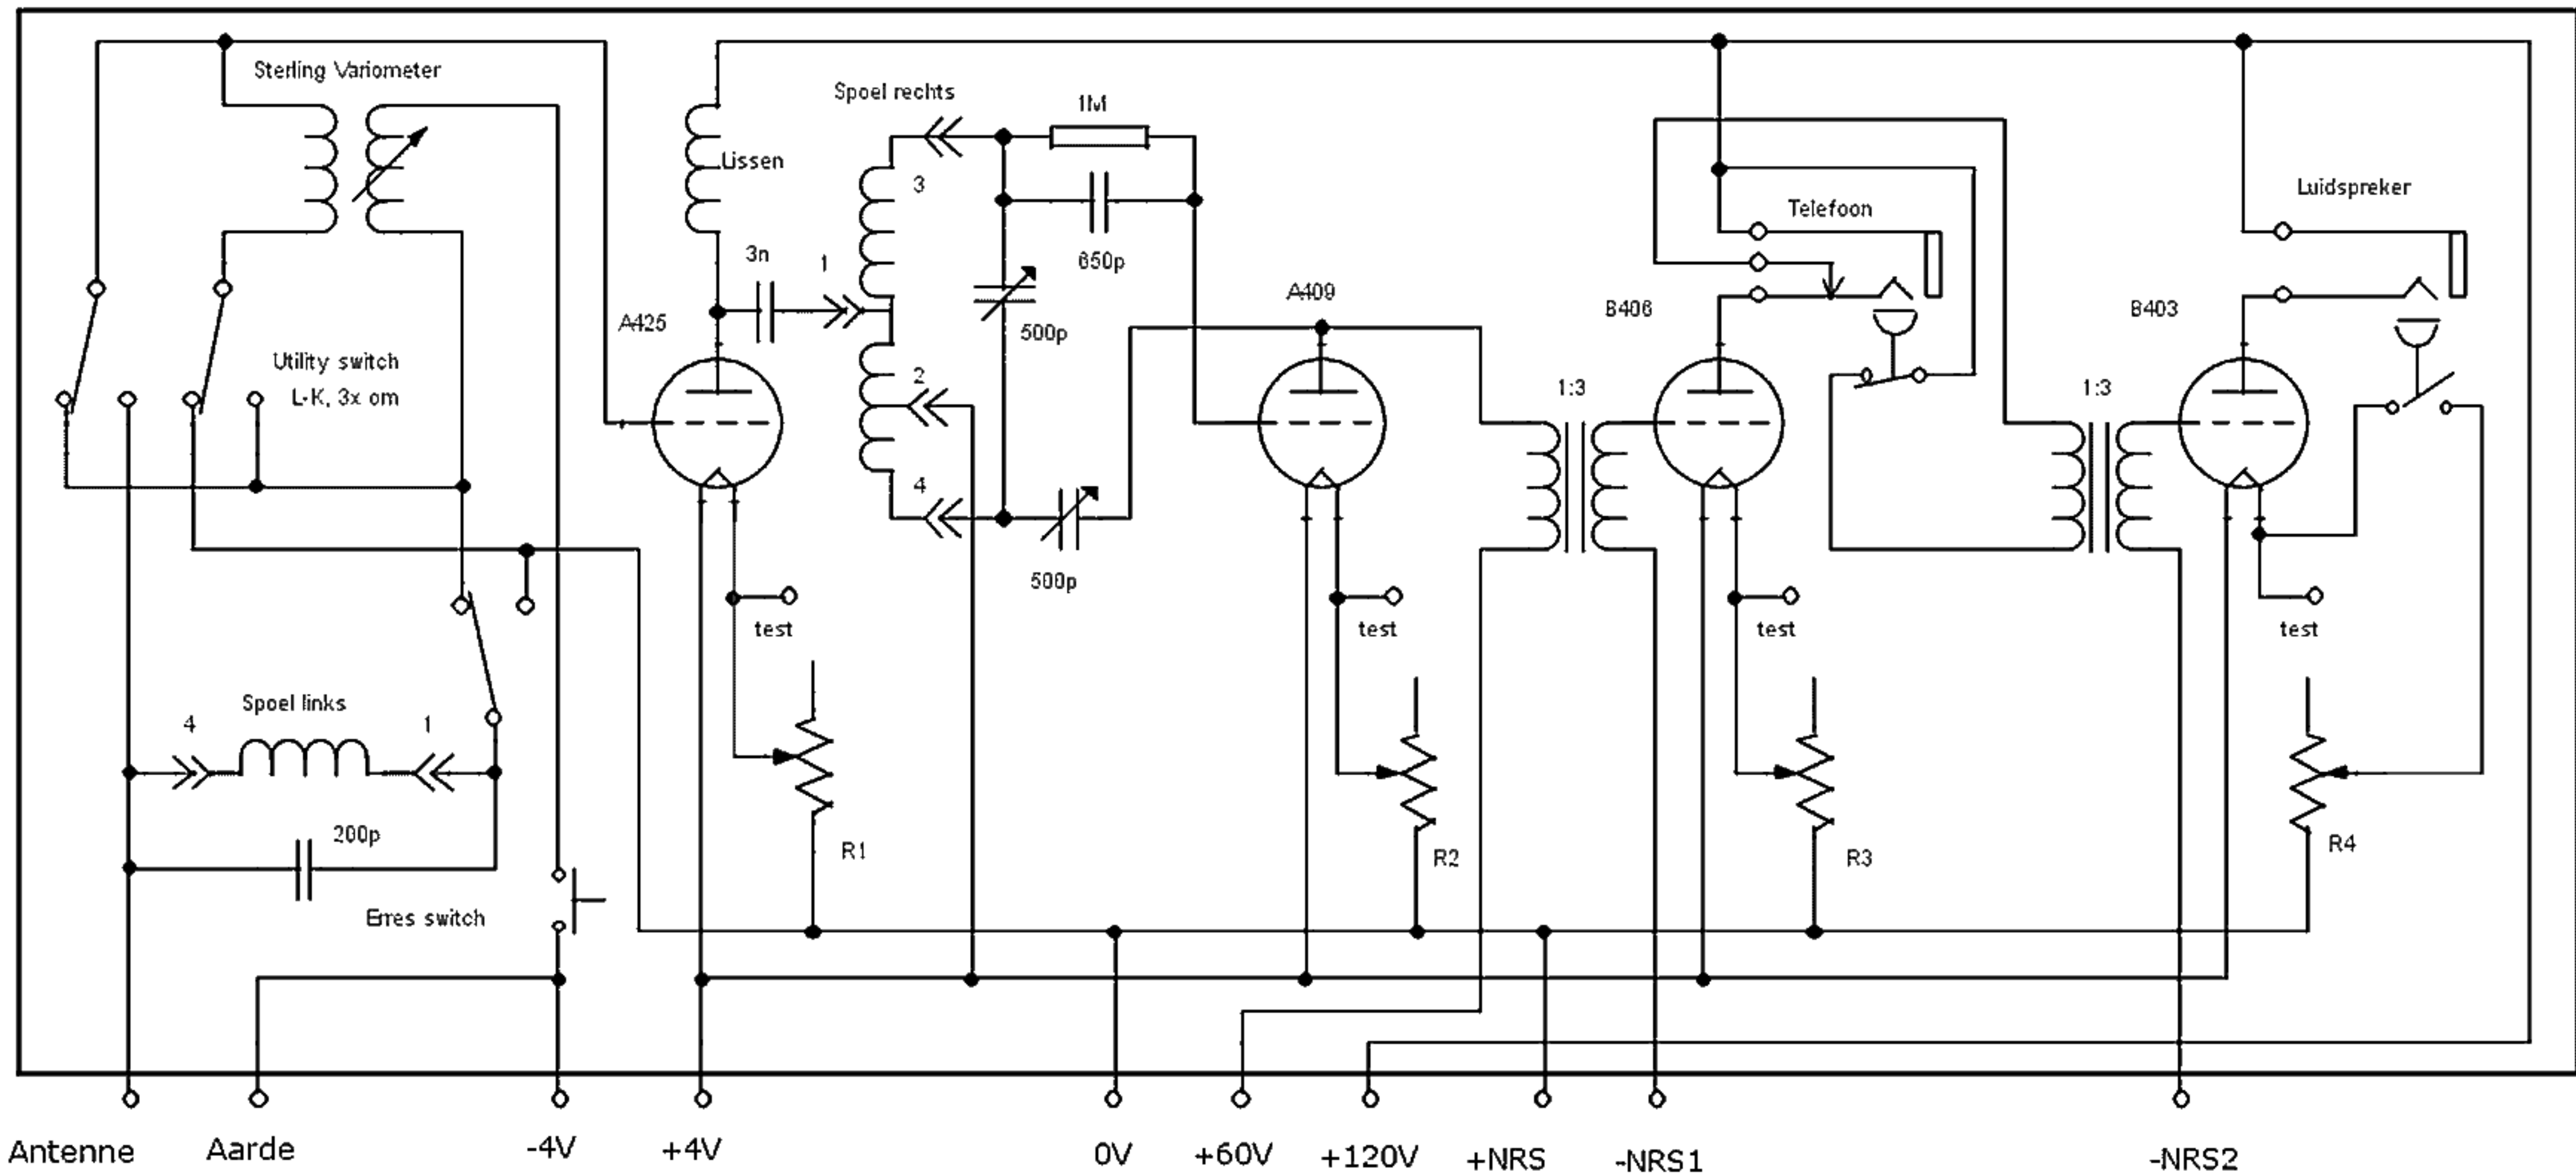 Sterling Variometer
Spoel rechts
1M
Lissen
3
Telefoon
Luidspreker
3n
1
650p
A425
500p
A409
B406
B403
Utility switch
L-K, 3x om
2
1:3
1:3
4
500p
test
test
test
test
Spoel links
4
1
200p
R1
R2
R3
R4
Erres switch
Antenne
Aarde
-4V
+4V
0V
+60V
+120V
+NRS
-NRS1
-NRS2